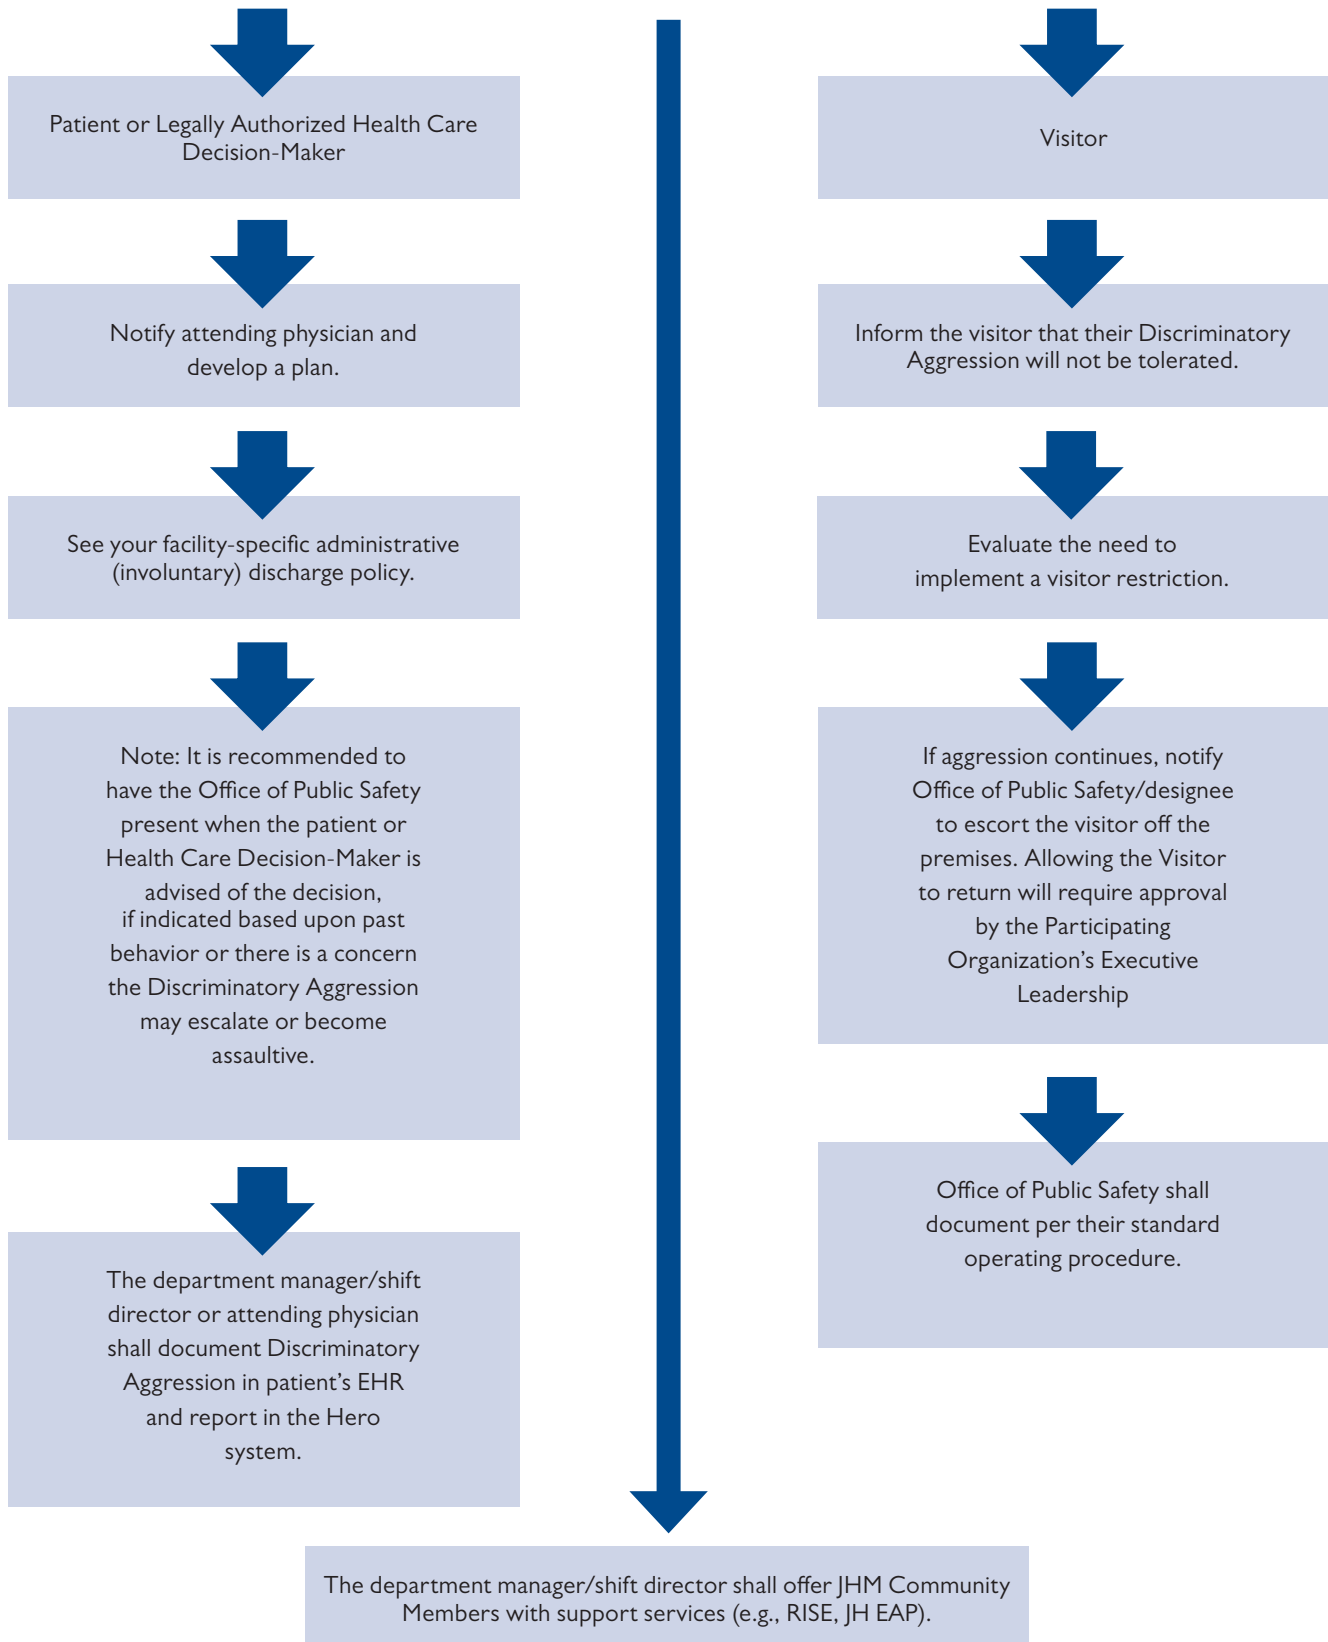 Patient or Legally Authorized Health Care
Decision-Maker
Notify attending physician and
develop a plan.
See your facility-specific administrative
(involuntary) discharge policy.
Note: It is recommended to
have the Office of Public Safety
present when the patient or
Health Care Decision-Maker is
advised of the decision,
if indicated based upon past
behavior or there is a concern
the Discriminatory Aggression
may escalate or become
assaultive.
The department manager/shift
director or attending physician
shall document Discriminatory
Aggression in patient’s EHR
and report in the Hero
system.
Visitor
Inform the visitor that their Discriminatory
Aggression will not be tolerated.
Evaluate the need to
implement a visitor restriction.
If aggression continues, notify
Office of Public Safety/designee
to escort the visitor off the
premises. Allowing the Visitor
to return will require approval
by the Participating
Organization’s Executive
Leadership
Office of Public Safety shall
document per their standard
operating procedure.
The department manager/shift director shall offer JHM Community
Members with support services (e.g., RISE, JH EAP).